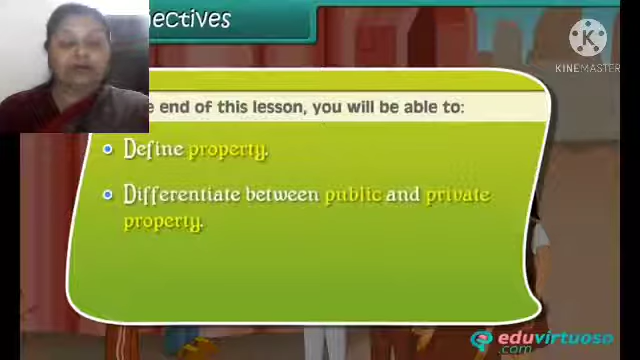 ectives
KINEMASTER
e end of this lesson, you will be able to:
Define property.
Differentiate between public and private
property.
eduvirtuoso
.com